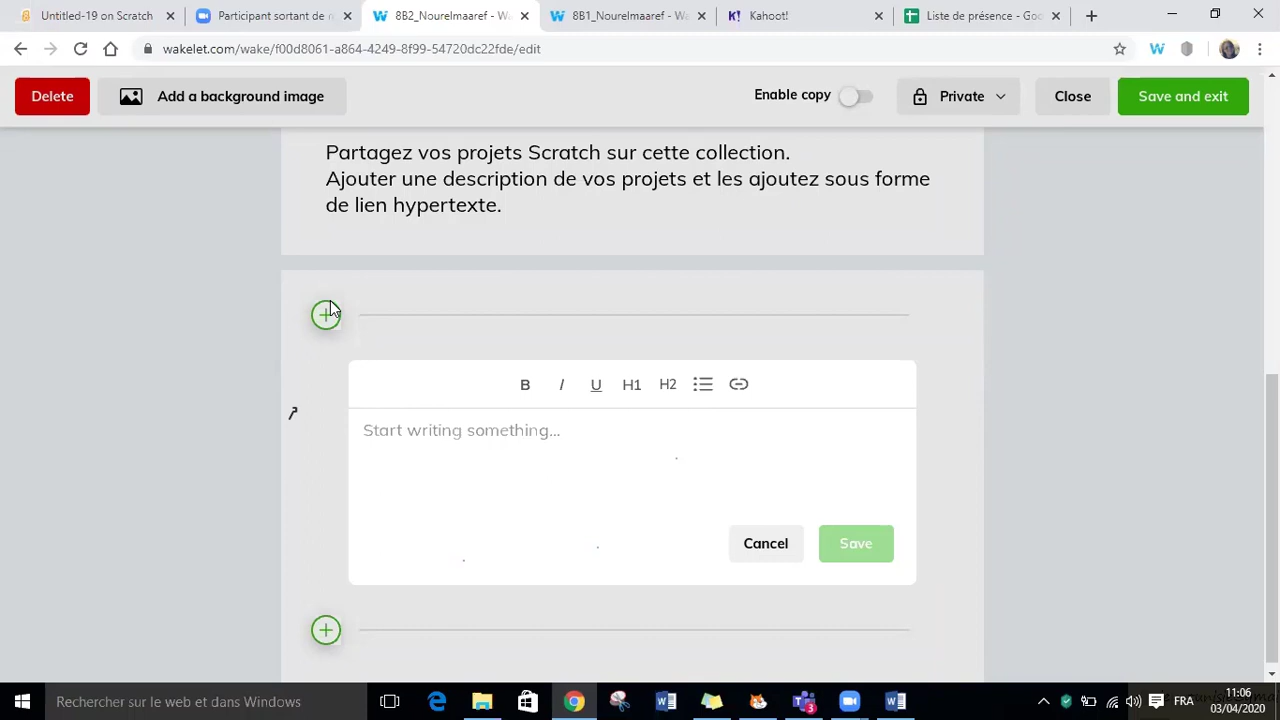 Untitled-19 on Scratch
Participant sortant de r
8B2_Nourelmaaref - Wa
8B1_Nourelmaaref - Wa
Kahoot!
Liste de présence - Goo
wakelet.com/wake/f00d8061-a864-4249-8f99-54720dc22fde/edit
Delete
Add a background image
Enable copy
Private
Close
Save and exit
Partagez vos projets Scratch sur cette collection.
Ajouter une description de vos projets et les ajoutez sous forme
de lien hypertexte.
B I U H1 H2
Start writing something...
Cancel
Save
Rechercher sur le web et dans Windows
FRA
11:06
03/04/2020